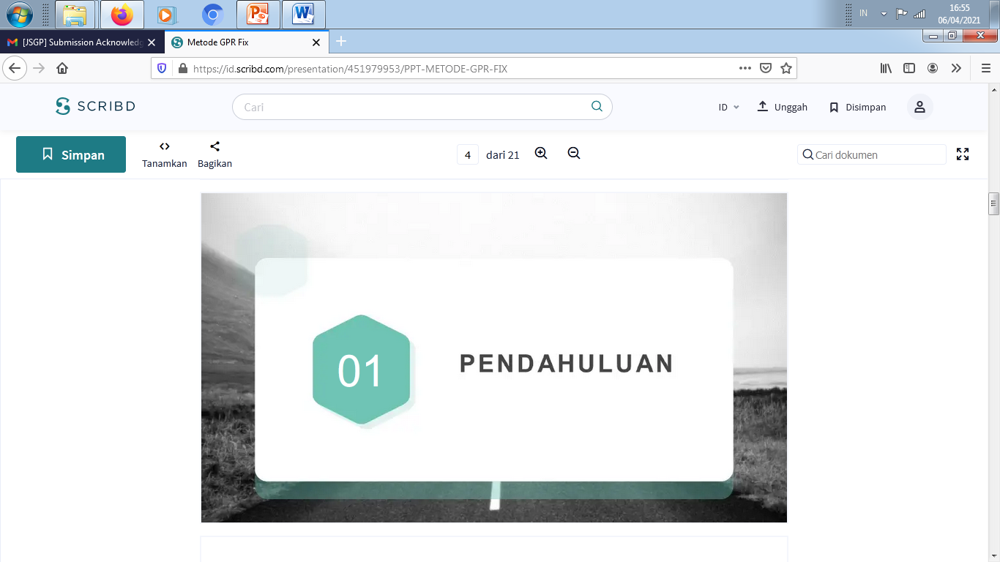 IN
16:55
06/04/2021
[JSGP] Submission Acknowledg
Metode GPR Fix
https://id.scribd.com/presentation/451979953/PPT-METODE-GPR-FIX
SCRIBD
Cari
ID
Unggah
Disimpan
Simpan
Tanamkan
Bagikan
4 dari 21
Cari dokumen
01
PENDAHULUAN